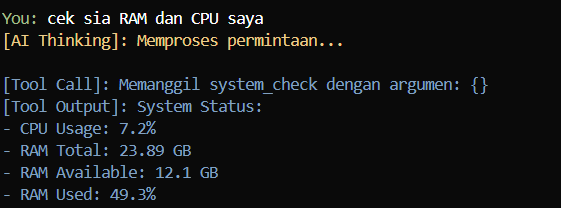 You: cek sia RAM dan CPU saya
[AI Thinking]: Memproses permintaan...
[Tool Call]: Memanggil system_check dengan argumen: {}
[Tool Output]: System Status:
- CPU Usage: 7.2%
- RAM Total: 23.89 GB
- RAM Available: 12.1 GB
- RAM Used: 49.3%